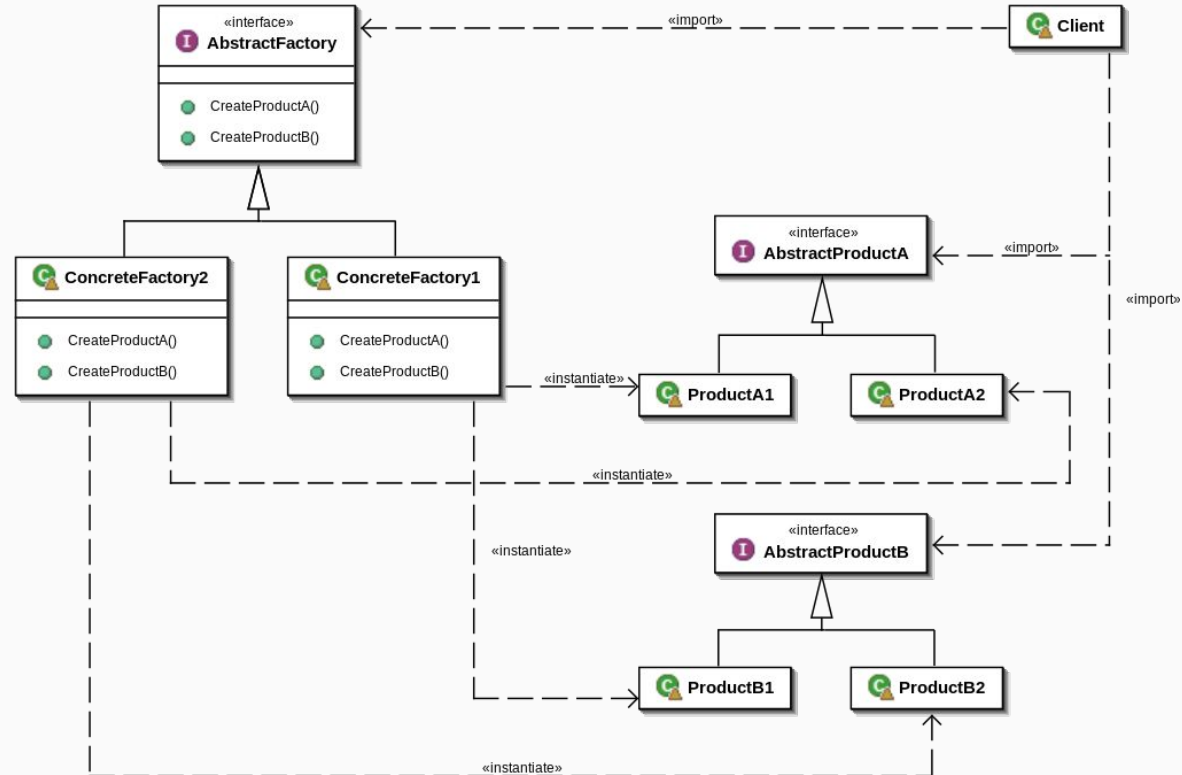 «interface»
I AbstractFactory
CreateProductA()
CreateProductB()
«import»
C Client
C ConcreteFactory2
CreateProductA()
CreateProductB()
C ConcreteFactory1
CreateProductA()
CreateProductB()
«interface»
I AbstractProductA
«import»
«import»
«instantiate»
C ProductA1
C ProductA2
«instantiate»
«interface»
I AbstractProductB
«instantiate»
C ProductB1
C ProductB2
«instantiate»